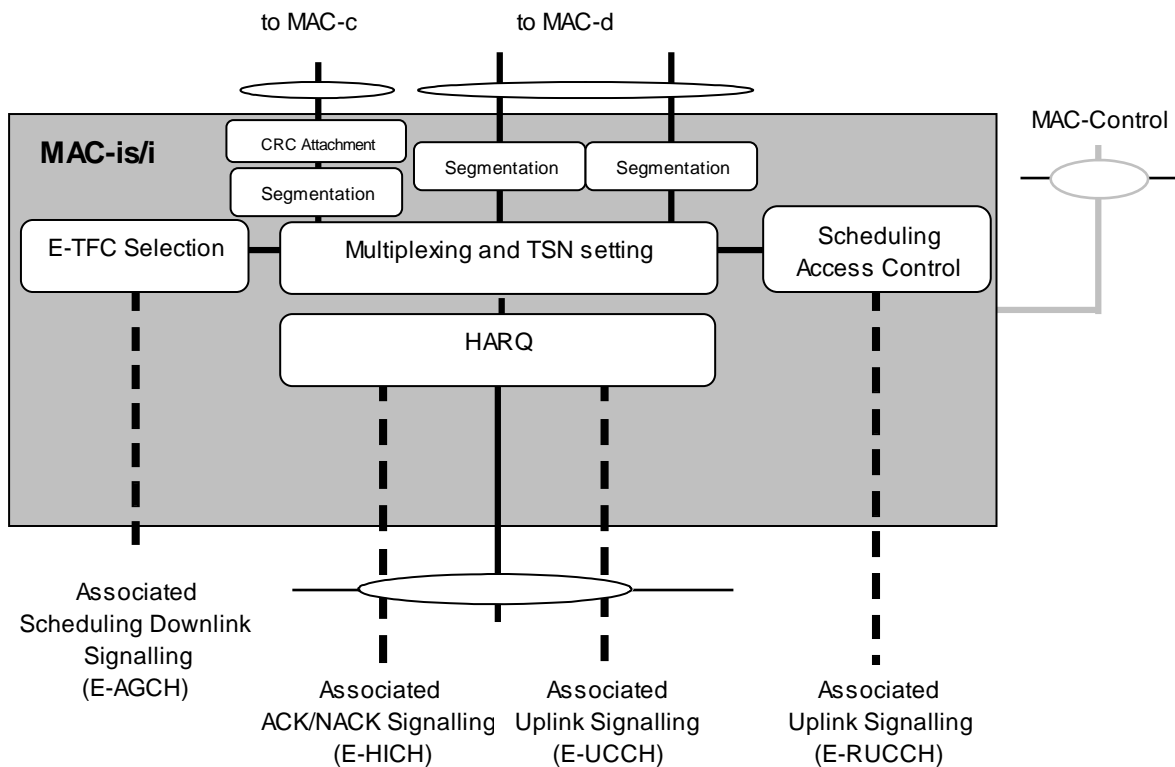 to MAC-c
to MAC-d
MAC-Control
MAC-is/i
CRC Attachment
Segmentation
Segmentation
Segmentation
E-TFC Selection
Multiplexing and TSN setting
Scheduling
Access Control
HARQ
Associated
Scheduling Downlink
Signalling
(E-AGCH)
Associated
ACK/NACK Signalling
(E-HICH)
Associated
Uplink Signalling
(E-UCCH)
Associated
Uplink Signalling
(E-RUCCH)